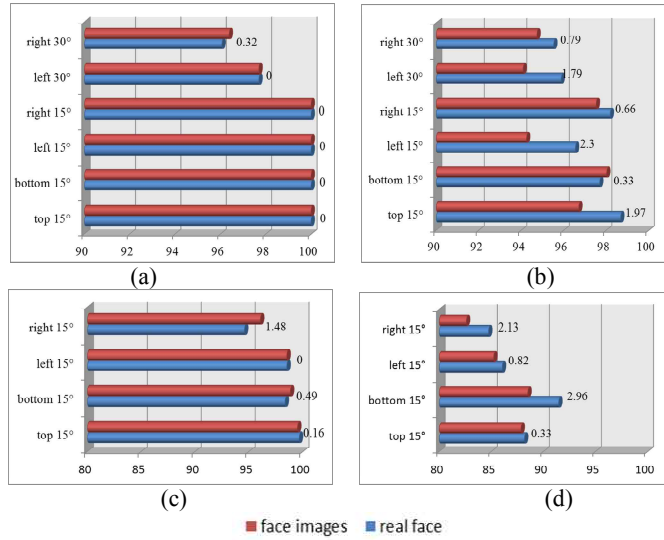 right 30°
0.32
left 30°
0
right 15°
0
left 15°
0
bottom 15°
0
top 15°
0
90 92 94 96 98 100
(a)
right 30°
0.79
left 30°
1.79
right 15°
0.66
left 15°
2.3
bottom 15°
0.33
top 15°
1.97
90 92 94 96 98 100
(b)
right 15°
1.48
left 15°
0
bottom 15°
0.49
top 15°
0.16
80 85 90 95 100
(c)
right 15°
2.13
left 15°
0.82
bottom 15°
2.96
top 15°
0.33
80 85 90 95 100
(d)
face images real face